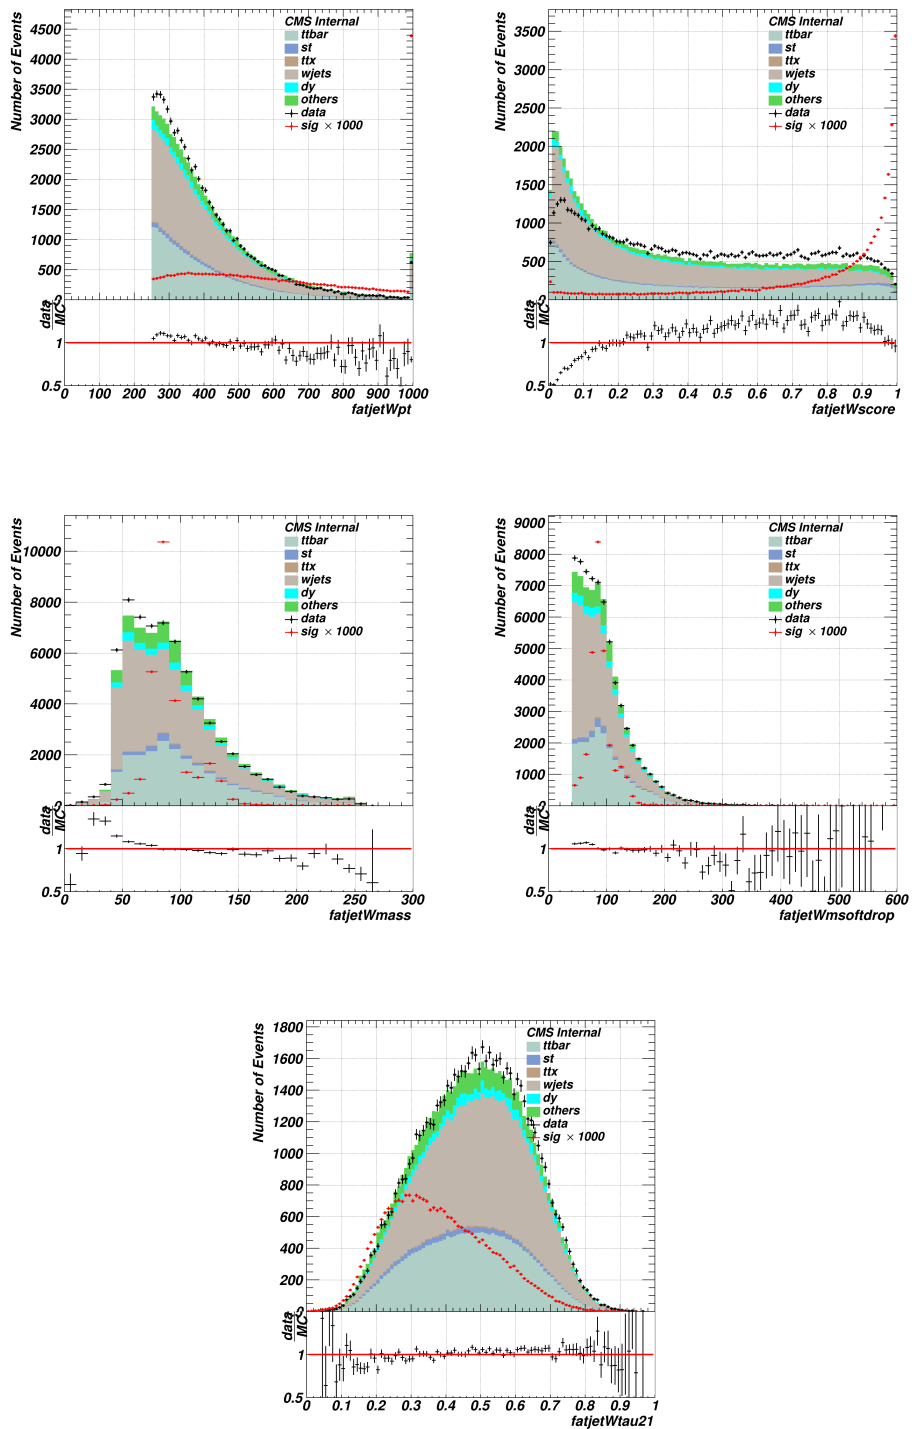 Number of Events
4500
4000
3500
3000
2500
2000
1500
1000
500
0
CMS Internal
ttbar
st
ttx
wjets
dy
others
data
sig × 1000
data
MC
1
0.5
0 100 200 300 400 500 600 700 800 900 1000
fatjetWpt
Number of Events
3500
3000
2500
2000
1500
1000
500
0
CMS Internal
ttbar
st
ttx
wjets
dy
others
data
sig × 1000
data
MC
1
0.5
0 0.1 0.2 0.3 0.4 0.5 0.6 0.7 0.8 0.9 1
fatjetWscore
Number of Events
10000
8000
6000
4000
2000
0
CMS Internal
ttbar
st
ttx
wjets
dy
others
data
sig × 1000
data
MC
1
0.5
0 50 100 150 200 250 300
fatjetWmass
Number of Events
9000
8000
7000
6000
5000
4000
3000
2000
1000
0
CMS Internal
ttbar
st
ttx
wjets
dy
others
data
sig × 1000
data
MC
1
0.5
0 100 200 300 400 500 600
fatjetWmsoftdrop
Number of Events
1800
1600
1400
1200
1000
800
600
400
200
0
CMS Internal
ttbar
st
ttx
wjets
dy
others
data
sig × 1000
data
MC
1
0.5
0 0.1 0.2 0.3 0.4 0.5 0.6 0.7 0.8 0.9 1
fatjetWtau21